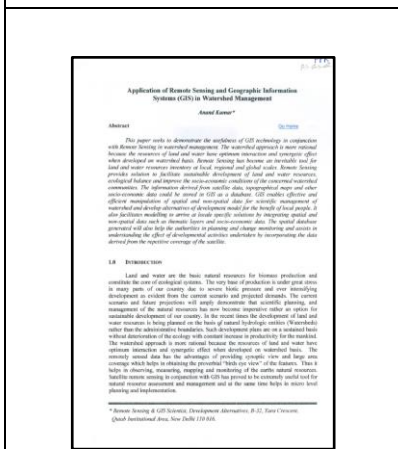 Application of Remote Sensing and Geographic Information
Systems (GIS) in Watershed Management
Anand Kumar*
Abstract
Go Home
This paper seeks to demonstrate the usefulness of GIS technology in conjunction
with Remote Sensing in watershed management. The watershed approach is more rational
because the resources of land and water have optimum interaction and synergetic effect
when developed on watershed basis. Remote Sensing has become an inevitable tool for
land and water resources inventory at local, regional and global scales. Remote Sensing
provides solution to facilitate sustainable development of land and water resources,
ecological balance and improve the socio-economic conditions of the concerned watershed
communities. The information derived from satellite data, topographical maps and other
socio-economic data could be stored in GIS as a database. GIS enables effective and
efficient manipulation of spatial and non-spatial data for scientific management of
watershed and develop alternatives of development model for the benefit of local people. It
also facilitates modelling to arrive at locale specific solutions by integrating spatial and
non-spatial data such as thematic layers and socio-economic data. The spatial database
generated will also help the authorities in planning and change monitoring and assists in
understanding the effect of developmental activities undertaken by incorporating the data
derived from the repetitive coverage of the satellite.
1.0 INTRODUCTION
Land and water are the basic natural resources for biomass production and
constitute the core of ecological systems. The very base of production is under great stress
in many parts of our country due to severe biotic pressure and ever intensifying
development as evident from the current scenario and projected demands. The current
scenario and future projections will amply demonstrate that scientific planning, and
management of the natural resources has now become imperative rather an option for
sustainable development of our country. In the recent times the development of land and
water resources is being planned on the basis of natural hydrologic entities (Watersheds)
rather than the administrative boundaries. Such development plans are on a sustained basis
without deterioration of the ecology with constant increase in productivity for the mankind.
The watershed approach is more rational because the resources of land and water have
optimum interaction and synergetic effect when developed on watershed basis. The
remotely sensed data has the advantages of providing synoptic view and large area
coverage which helps in obtaining the proverbial "birds eye view" of the features. Thus it
helps in observing, measuring, mapping and monitoring of the earths natural resources.
Satellite remote sensing in conjunction with GIS has proved to be extremely useful tool for
natural resource assessment and management and at the same time helps in micro level
planning and implementation.
* Remote Sensing & GIS Scientist, Development Alternatives, B-32, Tara Crescent,
Qutab Institutional Area, New Delhi 110 016.